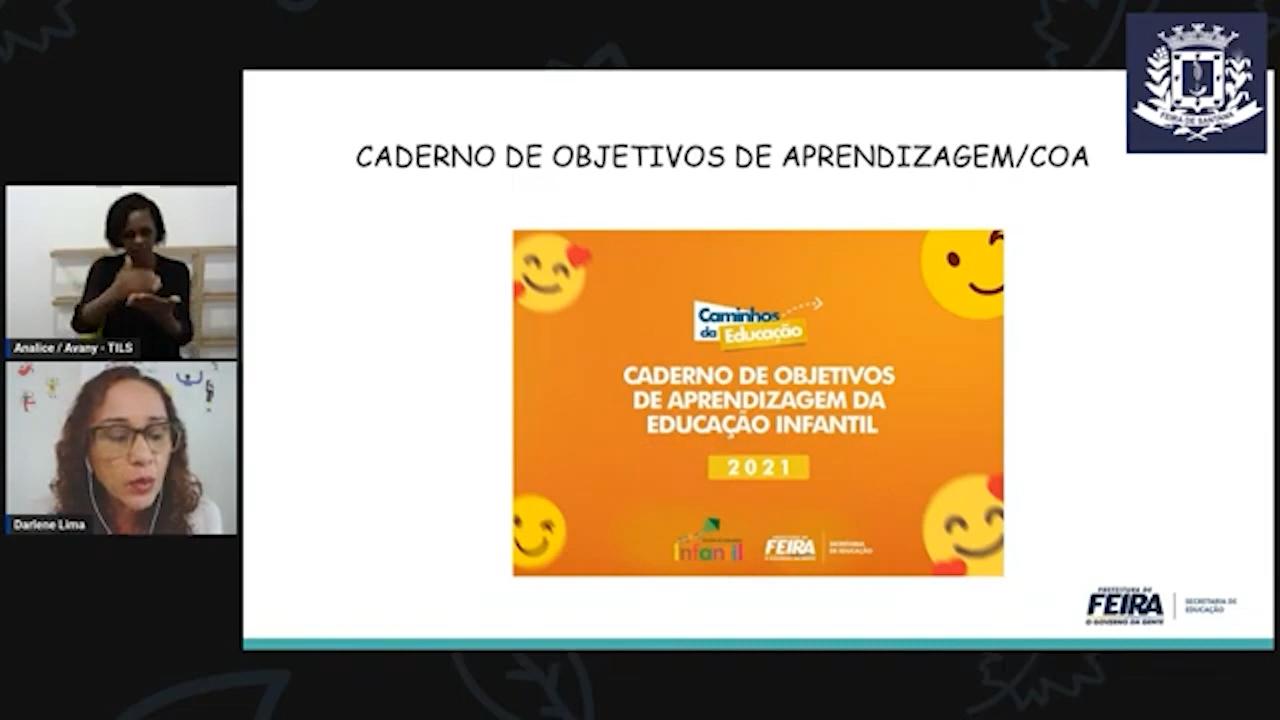 FEIRA DE SANTANA
CADERNO DE OBJETIVOS DE APRENDIZAGEM/COA
Caminhos
da Educação
CADERNO DE OBJETIVOS
DE APRENDIZAGEM DA
EDUCAÇÃO INFANTIL
2021
infantil
FEIRA
SECRETARIA
DE EDUCAÇÃO
Analice / Avany - TILS
Darlene Lima
PREFEITURA DE
FEIRA
O GOVERNO DA GENTE
SECRETARIA DE
EDUCAÇÃO